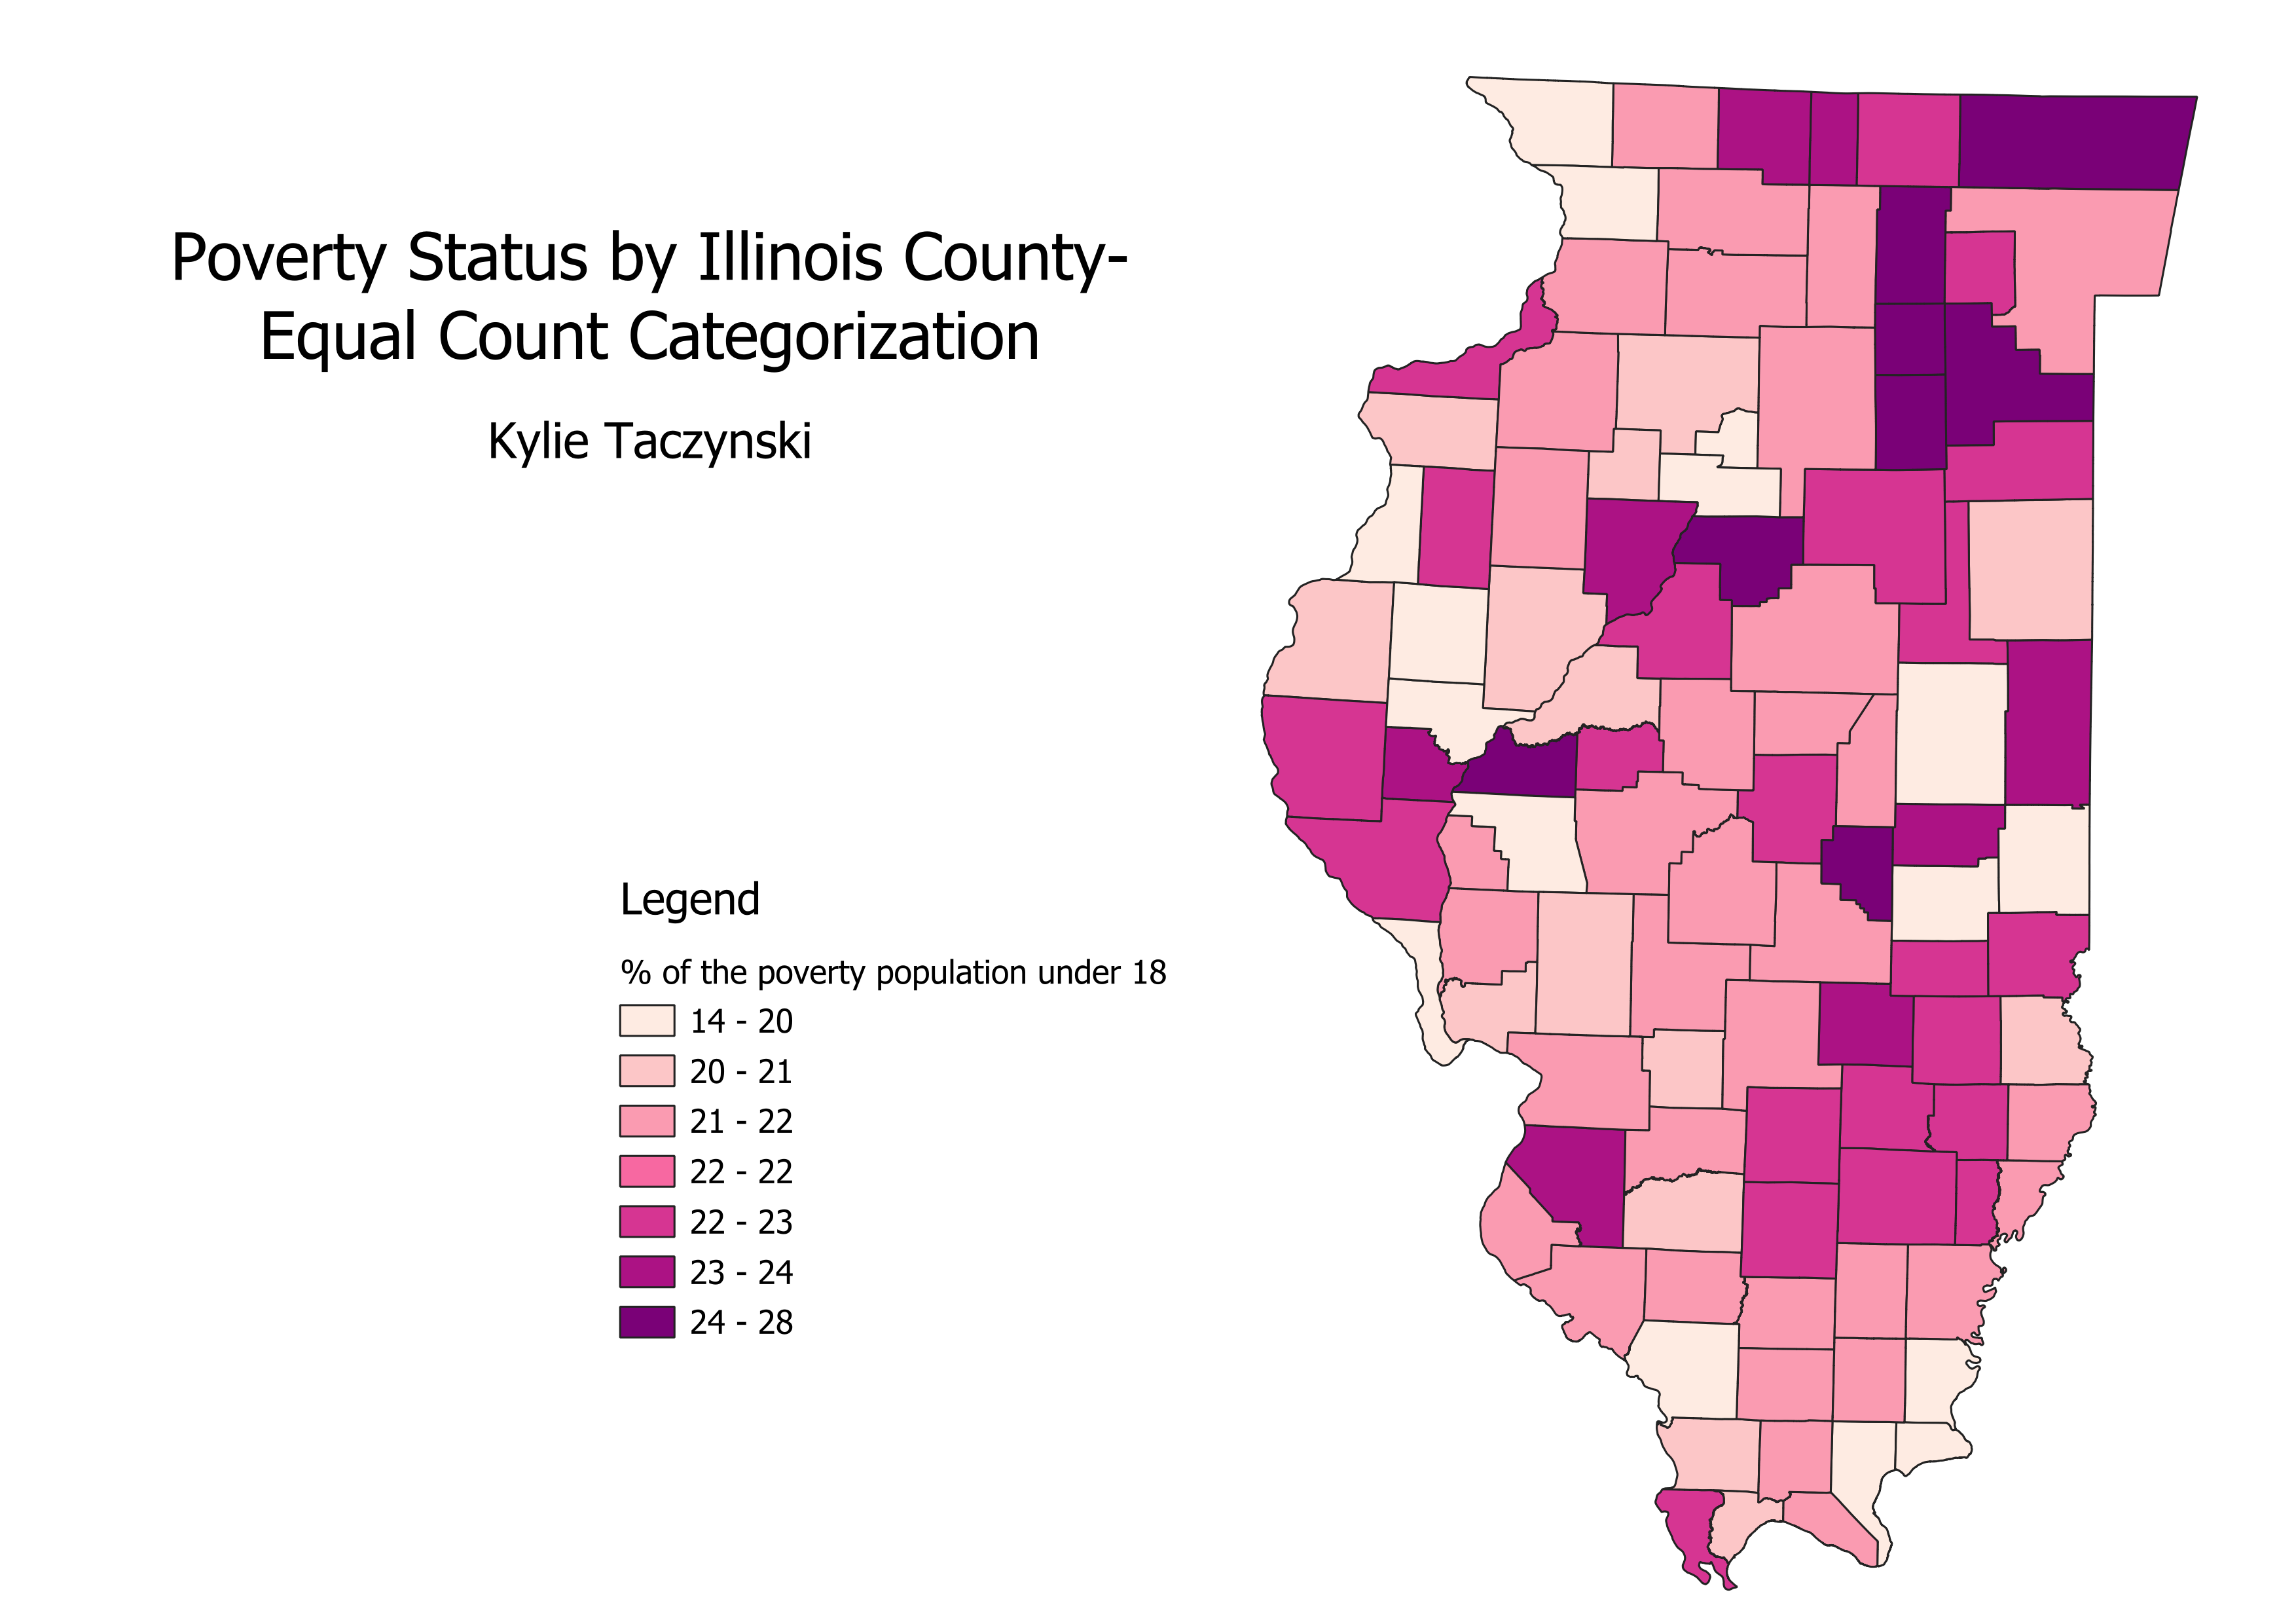 Poverty Status by Illinois County-
Equal Count Categorization
Kylie Taczynski
Legend
% of the poverty population under 18
14 - 20
20 - 21
21 - 22
22 - 22
22 - 23
23 - 24
24 - 28